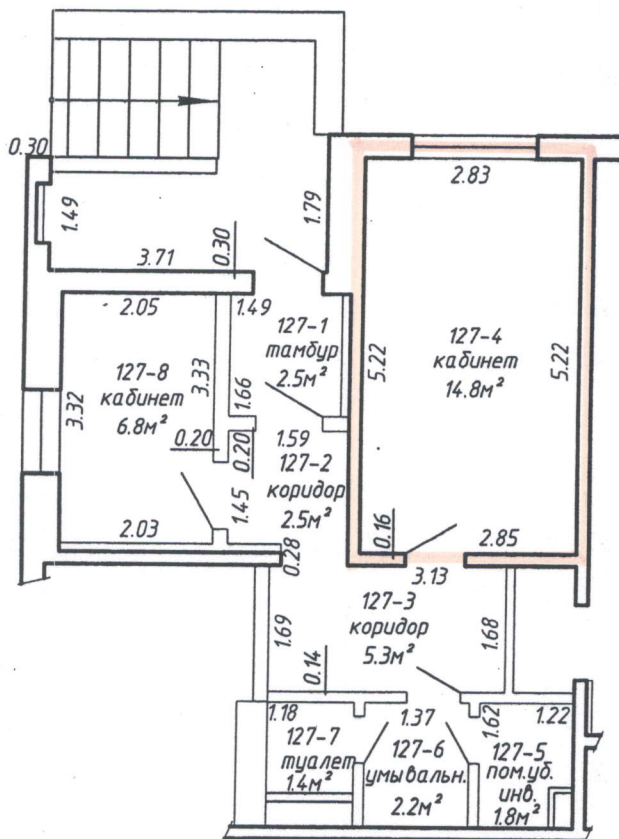 0.30
2.83
1.49
1.79
3.71
0.30
2.05
1.49
127-1
тамбур
2.5м²
127-4
кабинет
14.8м²
5.22
5.22
127-8
кабинет
6.8м²
3.33
3.32
1.66
0.20
0.20
1.59
127-2
коридор
2.5м²
1.45
2.03
0.28
0.16
2.85
3.13
127-3
коридор
5.3м²
1.69
1.68
0.14
1.18
1.37
1.62
1.22
127-7
туалет
1.4м²
127-6
умывальн.
2.2м²
127-5
пом.уб.
инв.
1.8м²